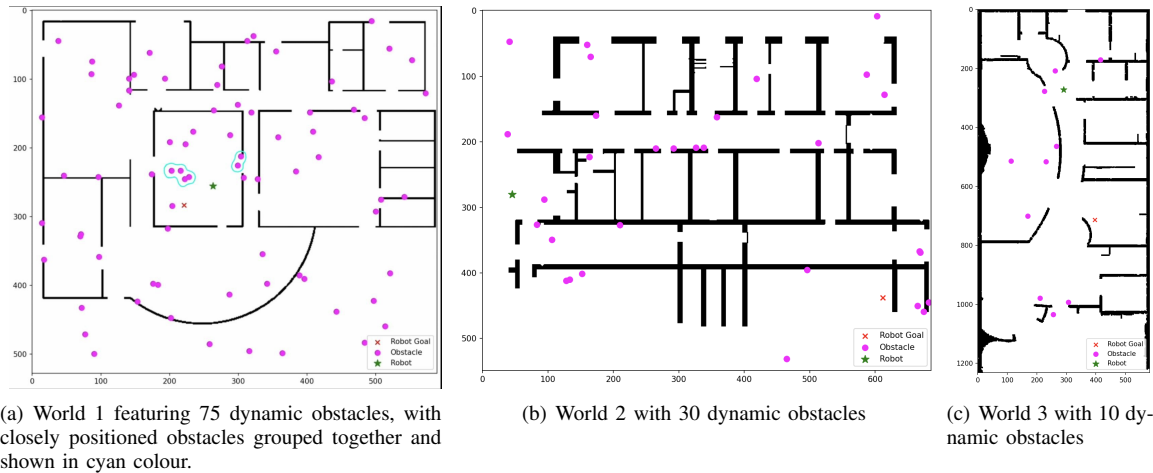 0
100
200
300
400
500
0
100
200
300
400
500
Robot Goal
Obstacle
Robot
0
100
200
300
400
500
0
100
200
300
400
500
600
Robot Goal
Obstacle
Robot
0
200
400
600
800
1000
1200
0
100
200
300
400
500
Robot Goal
Obstacle
Robot
(a) World 1 featuring 75 dynamic obstacles, with
closely positioned obstacles grouped together and
shown in cyan colour.
(b) World 2 with 30 dynamic obstacles
(c) World 3 with 10 dy-
namic obstacles